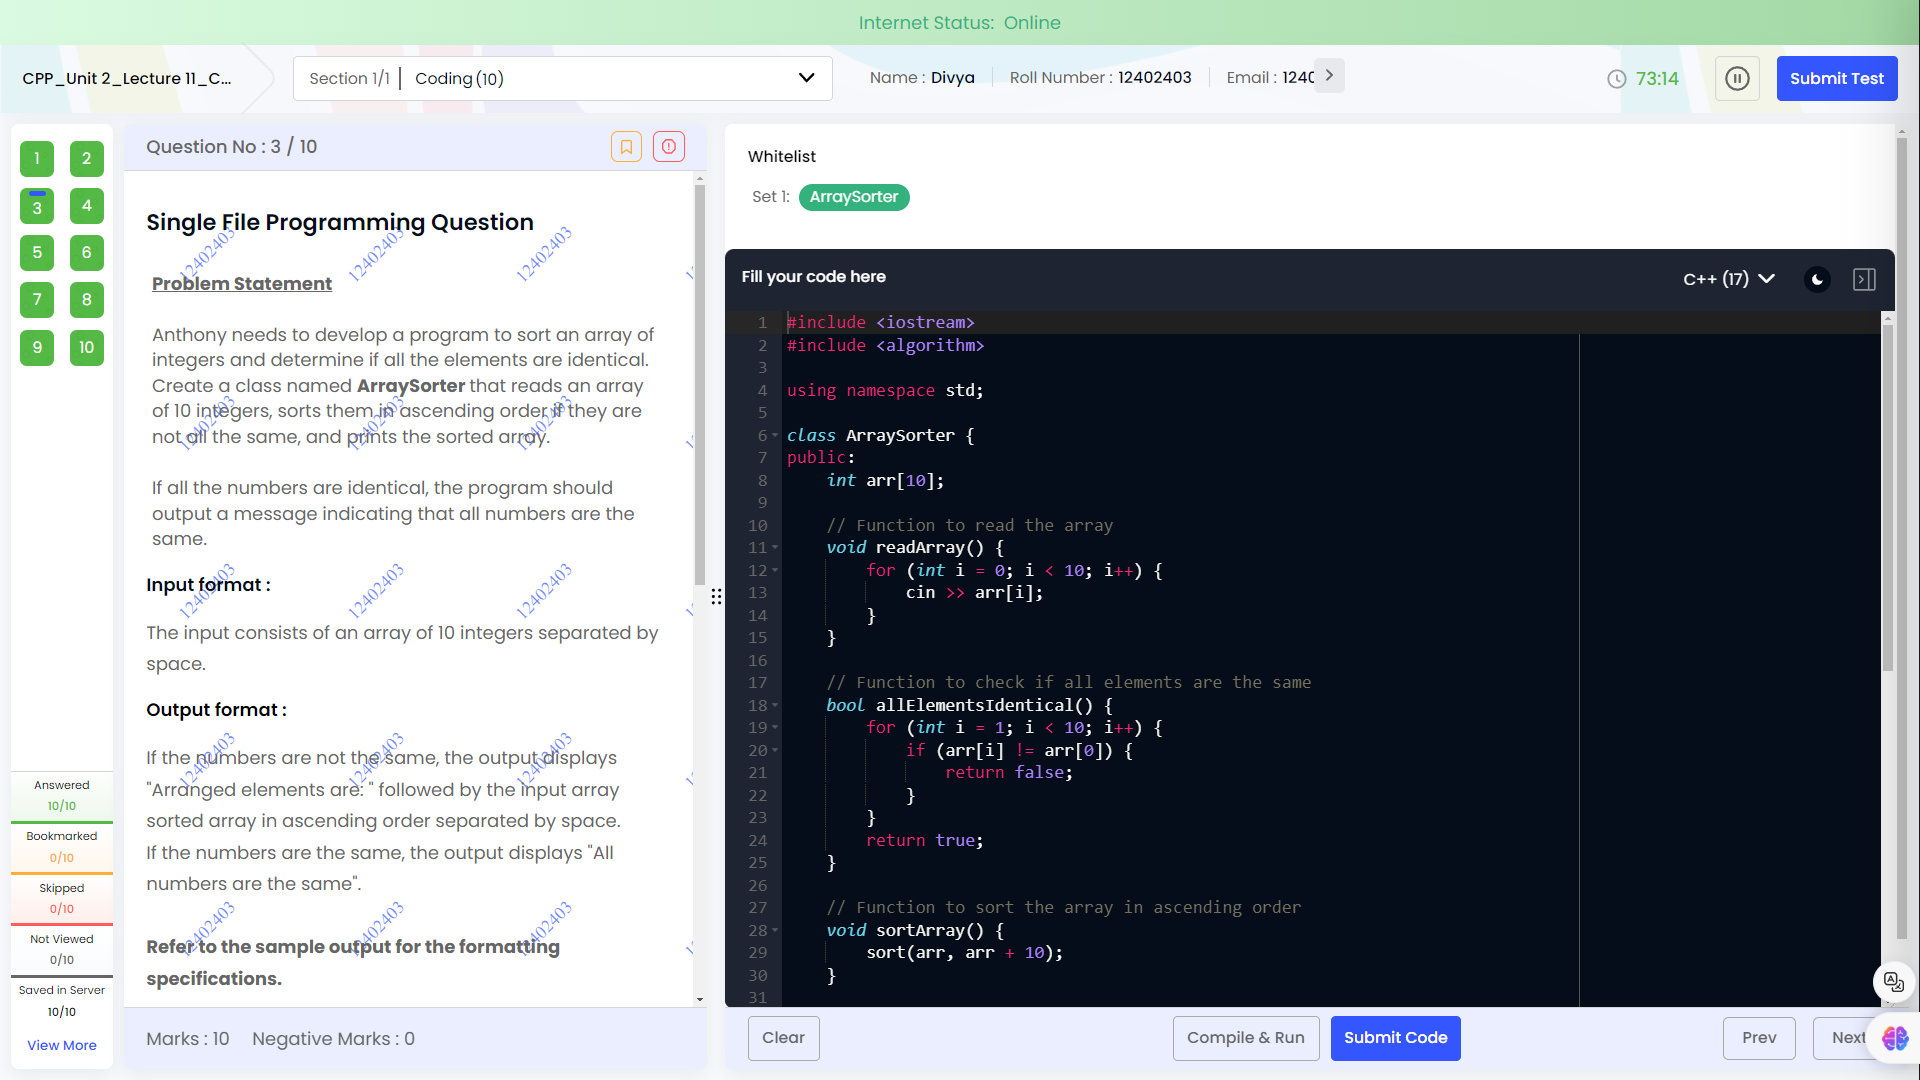 Internet Status: Online
CPP_Unit 2_Lecture 11_C...
Section 1/1 | Coding (10)
Name : Divya
Roll Number : 12402403
Email : 1240
73:14
Submit Test
1 2
3 4
5 6
7 8
9 10
Answered
10/10
Bookmarked
0/10
Skipped
0/10
Not Viewed
0/10
Saved in Server
10/10
View More
Question No : 3 / 10
Single File Programming Question
Problem Statement
Anthony needs to develop a program to sort an array of
integers and determine if all the elements are identical.
Create a class named ArraySorter that reads an array
of 10 integers, sorts them in ascending order if they are
not all the same, and prints the sorted array.
If all the numbers are identical, the program should
output a message indicating that all numbers are the
same.
Input format :
The input consists of an array of 10 integers separated by
space.
Output format :
If the numbers are not the same, the output displays
"Arranged elements are: " followed by the input array
sorted array in ascending order separated by space.
If the numbers are the same, the output displays "All
numbers are the same".
Refer to the sample output for the formatting
specifications.
12402403 12402403 12402403
12402403 12402403 12402403
12402403 12402403 12402403
12402403 12402403 12402403
12402403 12402403 12402403
Marks : 10 Negative Marks : 0
Whitelist
Set 1: ArraySorter
Fill your code here
C++ (17)
1 #include <iostream>
2 #include <algorithm>
3
4 using namespace std;
5
6 class ArraySorter {
7 public:
8     int arr[10];
9
10     // Function to read the array
11     void readArray() {
12         for (int i = 0; i < 10; i++) {
13             cin >> arr[i];
14         }
15     }
16
17     // Function to check if all elements are the same
18     bool allElementsIdentical() {
19         for (int i = 1; i < 10; i++) {
20             if (arr[i] != arr[0]) {
21                 return false;
22             }
23         }
24         return true;
25     }
26
27     // Function to sort the array in ascending order
28     void sortArray() {
29         sort(arr, arr + 10);
30     }
31
Clear
Compile & Run
Submit Code
Prev
Next